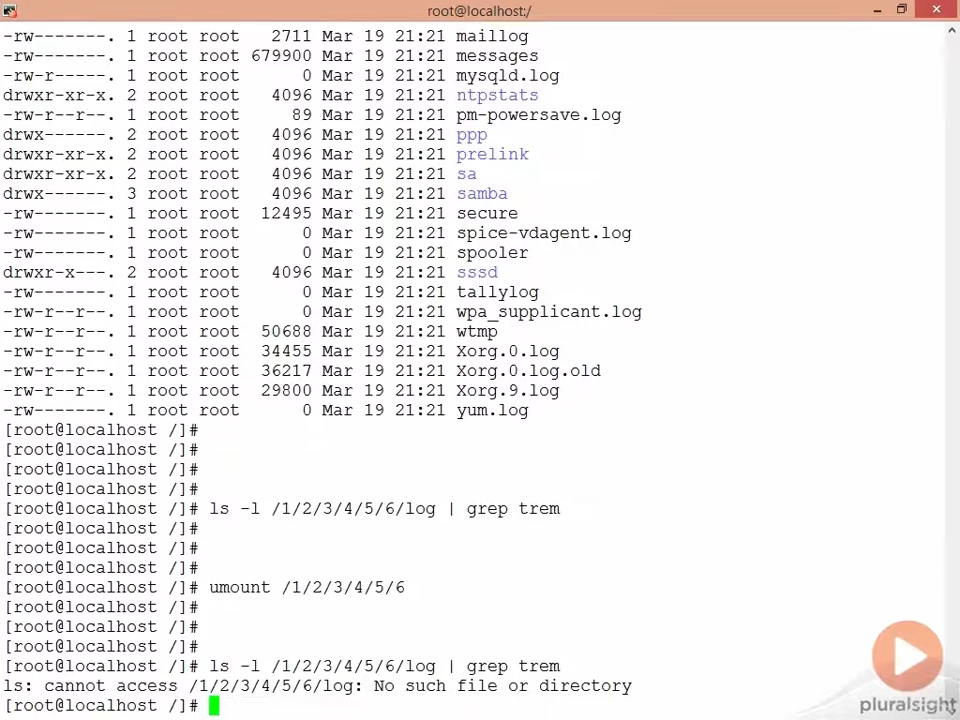 root@localhost:/
-rw-------. 1 root root   2711 Mar 19 21:21 maillog
-rw-------. 1 root root 679900 Mar 19 21:21 messages
-rw-r-----. 1 root root      0 Mar 19 21:21 mysqld.log
drwxr-xr-x. 2 root root   4096 Mar 19 21:21 ntpstats
-rw-r--r--. 1 root root     89 Mar 19 21:21 pm-powersave.log
drwx------. 2 root root   4096 Mar 19 21:21 ppp
drwxr-xr-x. 2 root root   4096 Mar 19 21:21 prelink
drwxr-xr-x. 2 root root   4096 Mar 19 21:21 sa
drwx------. 3 root root   4096 Mar 19 21:21 samba
-rw-------. 1 root root  12495 Mar 19 21:21 secure
-rw-r--r--. 1 root root      0 Mar 19 21:21 spice-vdagent.log
-rw-------. 1 root root      0 Mar 19 21:21 spooler
drwxr-x---. 2 root root   4096 Mar 19 21:21 sssd
-rw-------. 1 root root      0 Mar 19 21:21 tallylog
-rw-r--r--. 1 root root      0 Mar 19 21:21 wpa_supplicant.log
-rw-r--r--. 1 root root  50688 Mar 19 21:21 wtmp
-rw-r--r--. 1 root root  34455 Mar 19 21:21 Xorg.0.log
-rw-r--r--. 1 root root  36217 Mar 19 21:21 Xorg.0.log.old
-rw-r--r--. 1 root root  29800 Mar 19 21:21 Xorg.9.log
-rw-------. 1 root root      0 Mar 19 21:21 yum.log
[root@localhost /]#
[root@localhost /]#
[root@localhost /]#
[root@localhost /]#
[root@localhost /]# ls -l /1/2/3/4/5/6/log | grep trem
[root@localhost /]#
[root@localhost /]#
[root@localhost /]#
[root@localhost /]# umount /1/2/3/4/5/6
[root@localhost /]#
[root@localhost /]#
[root@localhost /]#
[root@localhost /]# ls -l /1/2/3/4/5/6/log | grep trem
ls: cannot access /1/2/3/4/5/6/log: No such file or directory
[root@localhost /]#
pluralsight